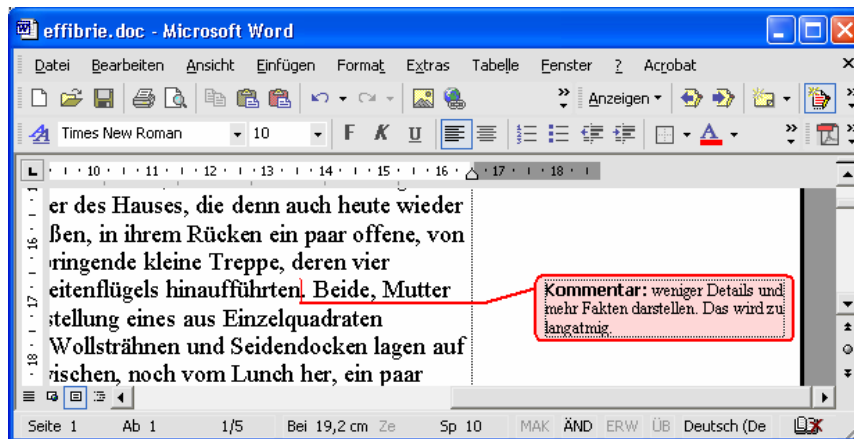 effibrie.doc - Microsoft Word
Datei Bearbeiten Ansicht Einfügen Format Extras Tabelle Fenster ? Acrobat
Anzeigen
Times New Roman 10 F K U
10 11 12 13 14 15 16 17 18
er des Hauses, die denn auch heute wieder
ßen, in ihrem Rücken ein paar offene, von
ringende kleine Treppe, deren vier
eitenflügels hinaufführten. Beide, Mutter
stellung eines aus Einzelquadraten
Wollsträhnen und Seidendocken lagen auf
vischen, noch vom Lunch her, ein paar
Kommentar: weniger Details und
mehr Fakten darstellen. Das wird zu
langatmig.
16
17
18
Seite 1 Ab 1 1/5 Bei 19,2 cm Ze Sp 10 MAK ÄND ERW ÜB Deutsch (De